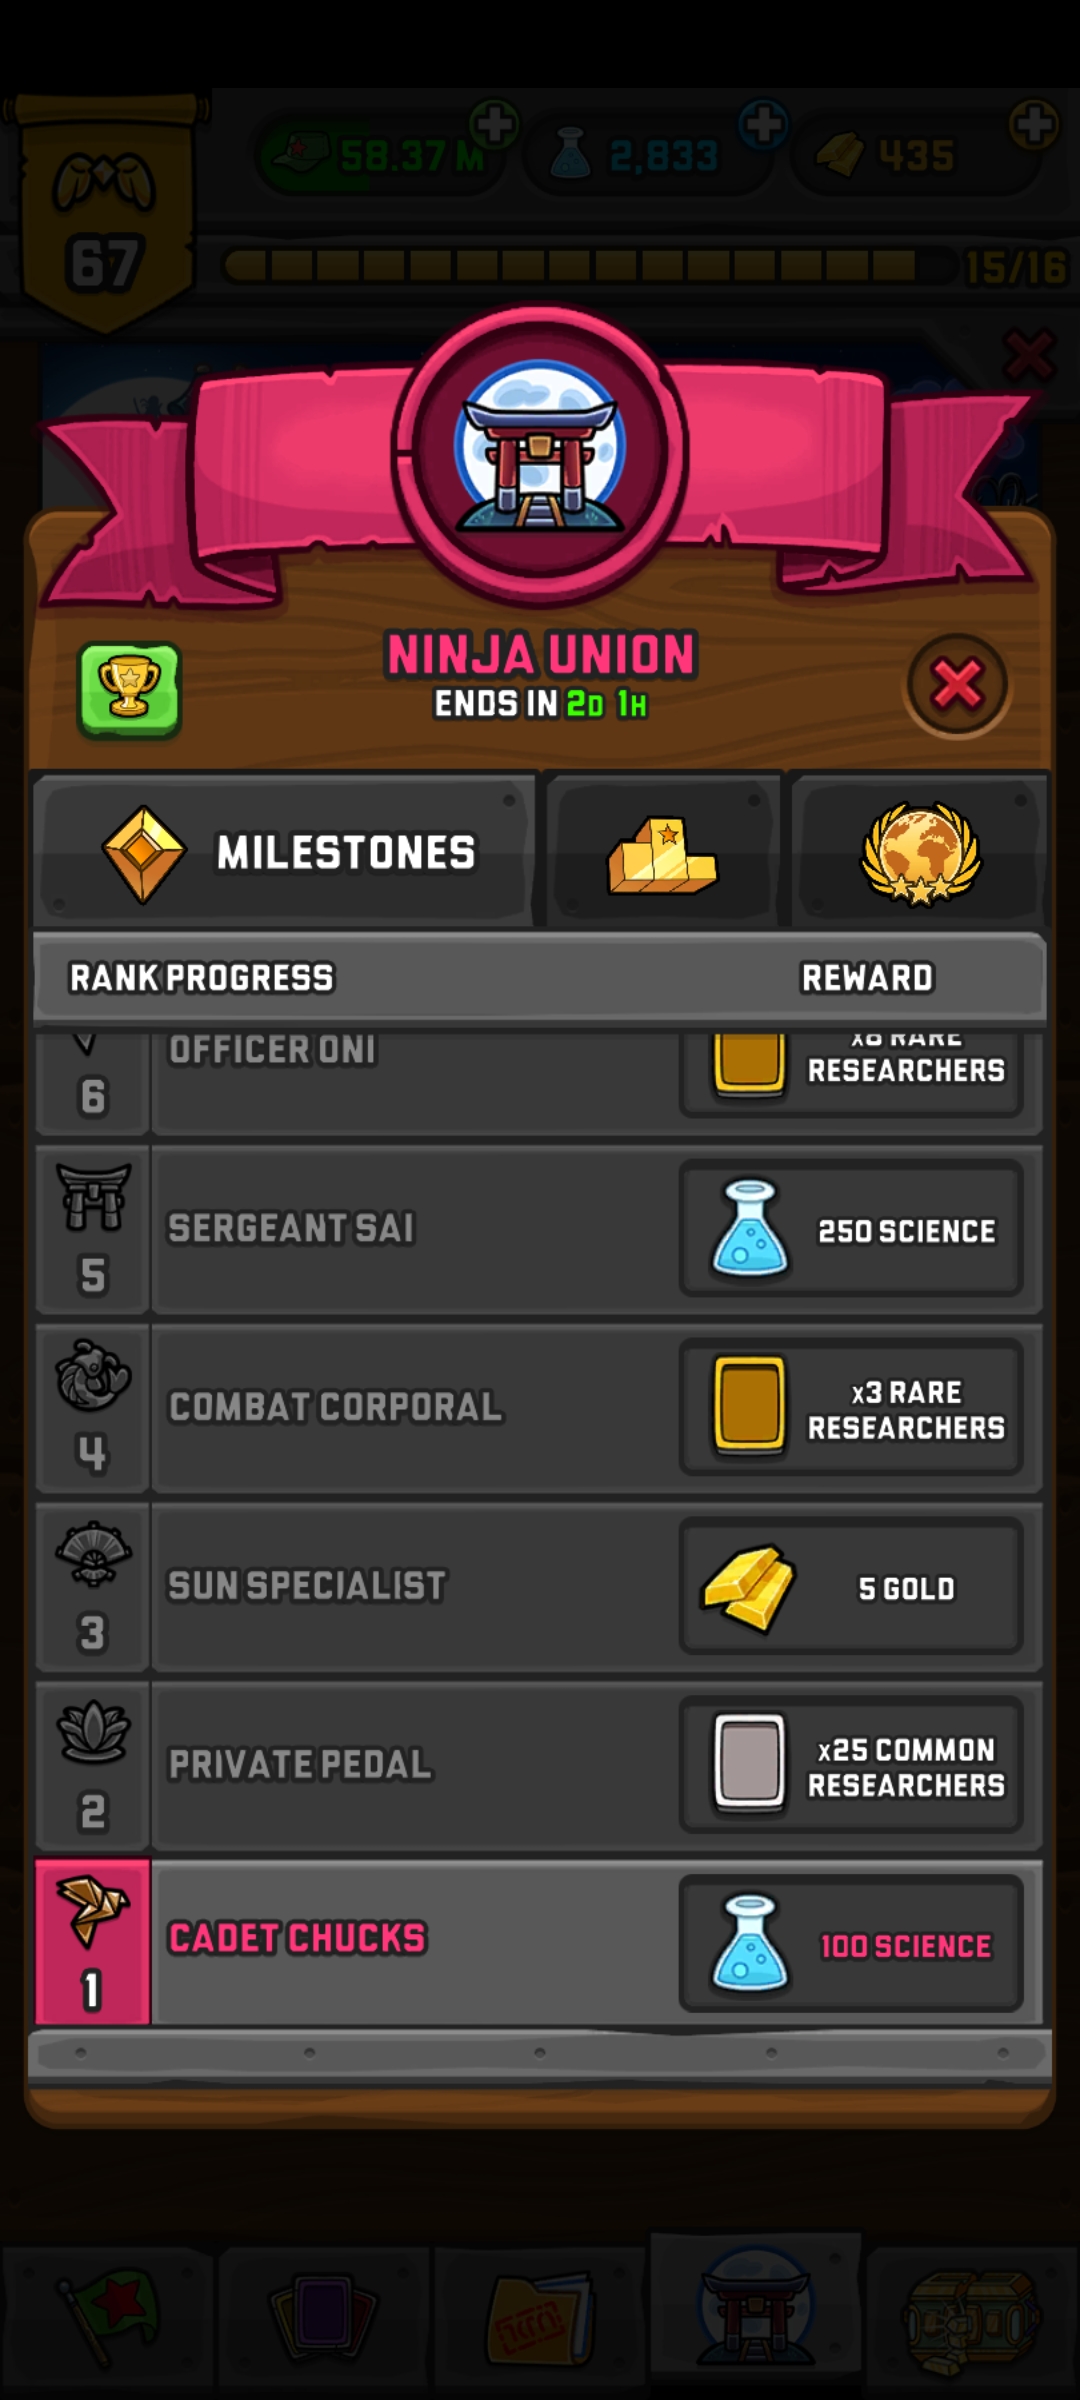 58.37 M
2,833
435
67
15/16
NINJA UNION
ENDS IN 2D 1H
MILESTONES
RANK PROGRESS
REWARD
OFFICER ONI
6
x8 RARE
RESEARCHERS
SERGEANT SAI
5
250 SCIENCE
COMBAT CORPORAL
4
x3 RARE
RESEARCHERS
SUN SPECIALIST
3
5 GOLD
PRIVATE PEDAL
2
x25 COMMON
RESEARCHERS
CADET CHUCKS
1
100 SCIENCE